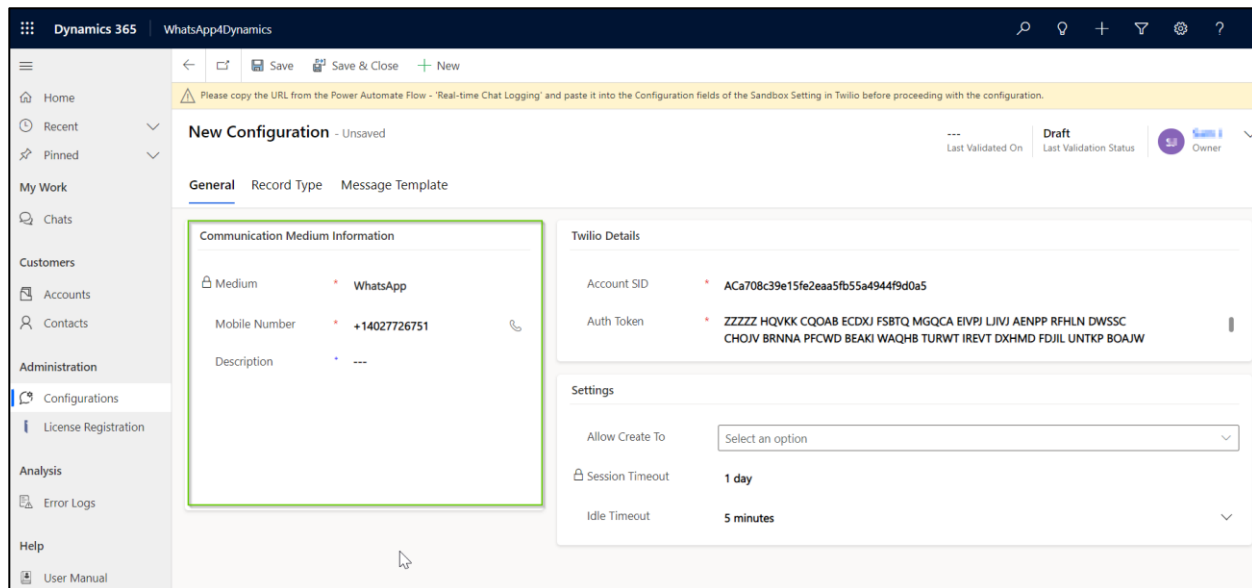 Dynamics 365 WhatsApp4Dynamics ?
Save Save & Close New
Please copy the URL from the Power Automate Flow - 'Real-time Chat Logging' and paste it into the Configuration fields of the Sandbox Setting in Twilio before proceeding with the configuration.
Home
Recent
Pinned
My Work
Chats
Customers
Accounts
Contacts
Administration
Configurations
License Registration
Analysis
Error Logs
Help
User Manual
New Configuration - Unsaved
---
Last Validated On
Draft
Last Validation Status
Owner
General Record Type Message Template
Communication Medium Information
Medium * WhatsApp
Mobile Number * +14027726751
Description * ---
Twilio Details
Account SID * ACa708c39e15fe2eaa5fb55a4944f9d0a5
Auth Token * ZZZZZ HQVKK CQOAB ECDXJ FSBTQ MGQCA EIVPJ LJIVJ AENPP RFHLN DWSSC
CHOJV BRNNA PFCWD BEAKI WAQHB TURWT IREVT DXHMD FDJIL UNTKP BOAJW
Settings
Allow Create To Select an option
Session Timeout 1 day
Idle Timeout 5 minutes